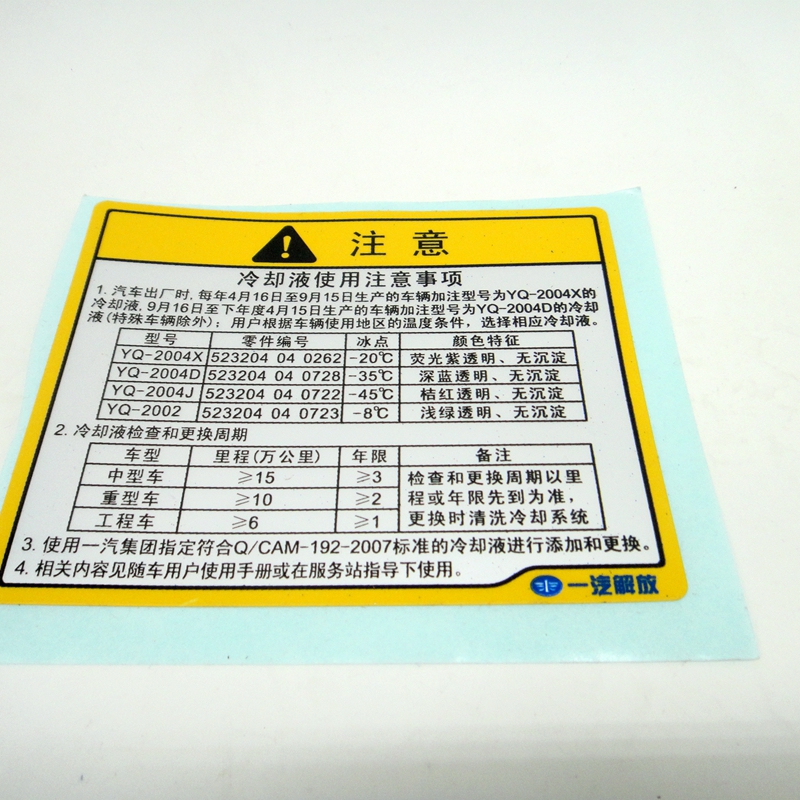 注意
冷却液使用注意事项
1. 汽车出厂时, 每年4月16日至9月15日生产的车辆加注型号为YQ-2004X的
冷却液, 9月16日至下年度4月15日生产的车辆加注型号为YQ-2004D的冷却
液(特殊车辆除外)；用户根据车辆使用地区的温度条件，选择相应冷却液。
型号 零件编号 冰点 颜色特征
YQ-2004X 523204 04 0262 -20℃ 荧光紫透明、无沉淀
YQ-2004D 523204 04 0728 -35℃ 深蓝透明、无沉淀
YQ-2004J 523204 04 0722 -45℃ 桔红透明、无沉淀
YQ-2002 523204 04 0723 -8℃ 浅绿透明、无沉淀
2. 冷却液检查和更换周期
车型 里程(万公里) 年限 备注
中型车 ≥15 ≥3 检查和更换周期以里
重型车 ≥10 ≥2 程或年限先到为准，
工程车 ≥6 ≥1 更换时清洗冷却系统
3. 使用一汽集团指定符合Q/CAM-192-2007标准的冷却液进行添加和更换。
4. 相关内容见随车用户使用手册或在服务站指导下使用。
一汽解放